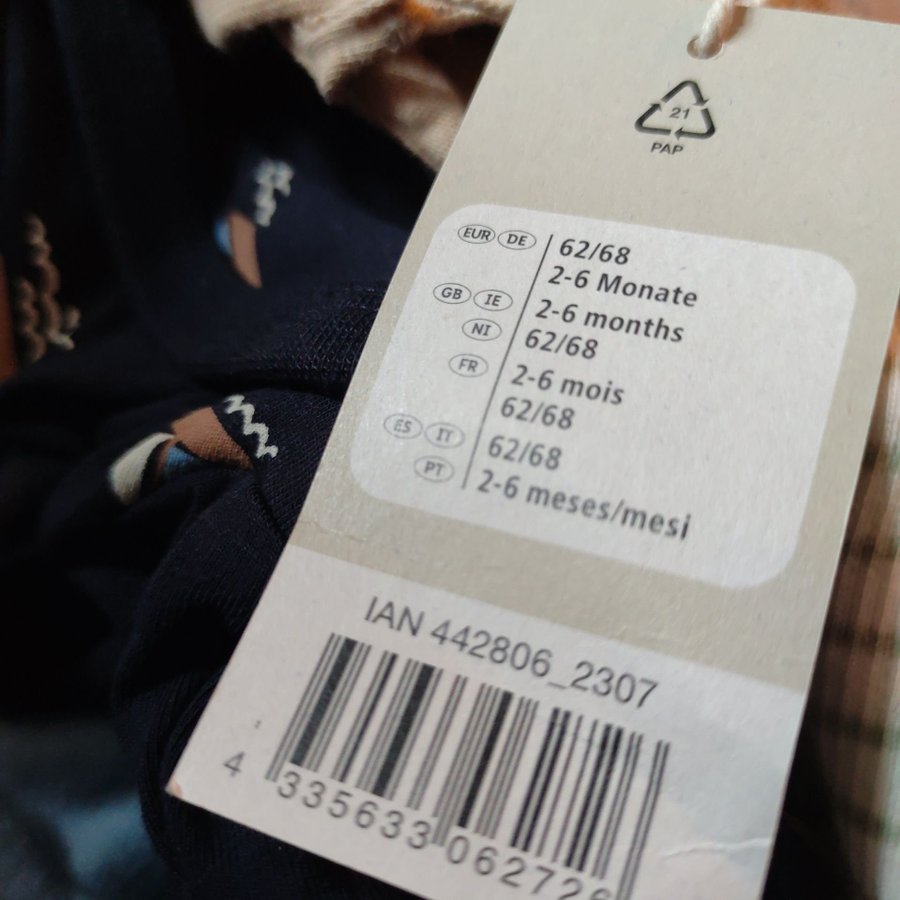 21
PAP
EUR DE 62/68
2-6 Monate
GB IE 2-6 months
NI 62/68
FR 2-6 mois
62/68
ES IT 62/68
PT 2-6 meses/mesi
IAN 442806_2307
4 335633 062726